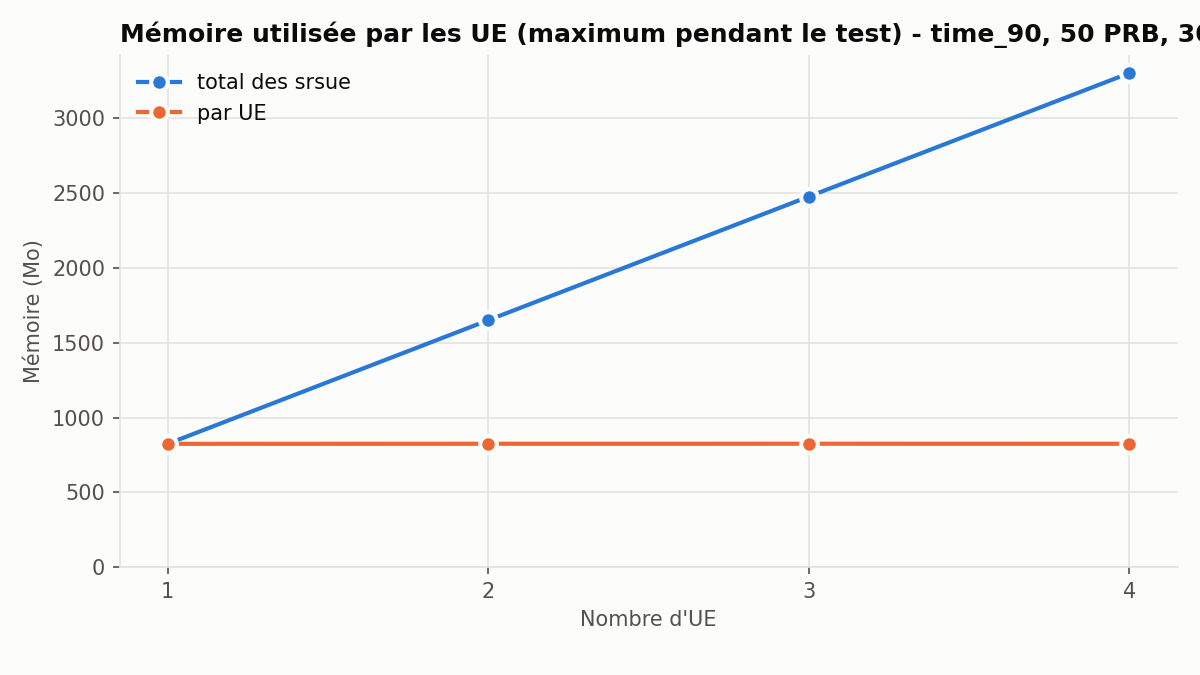 Mémoire utilisée par les UE (maximum pendant le test) - time_90, 50 PRB, 30
total des srsue
par UE
3000
2500
2000
1500
1000
500
0
Mémoire (Mo)
1 2 3 4
Nombre d'UE